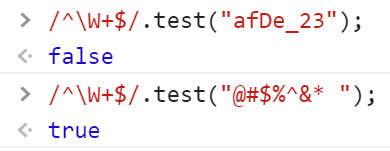 > /^\W+$/.test("afDe_23");
< false
> /^\W+$/.test("@#$%^&* ");
< true